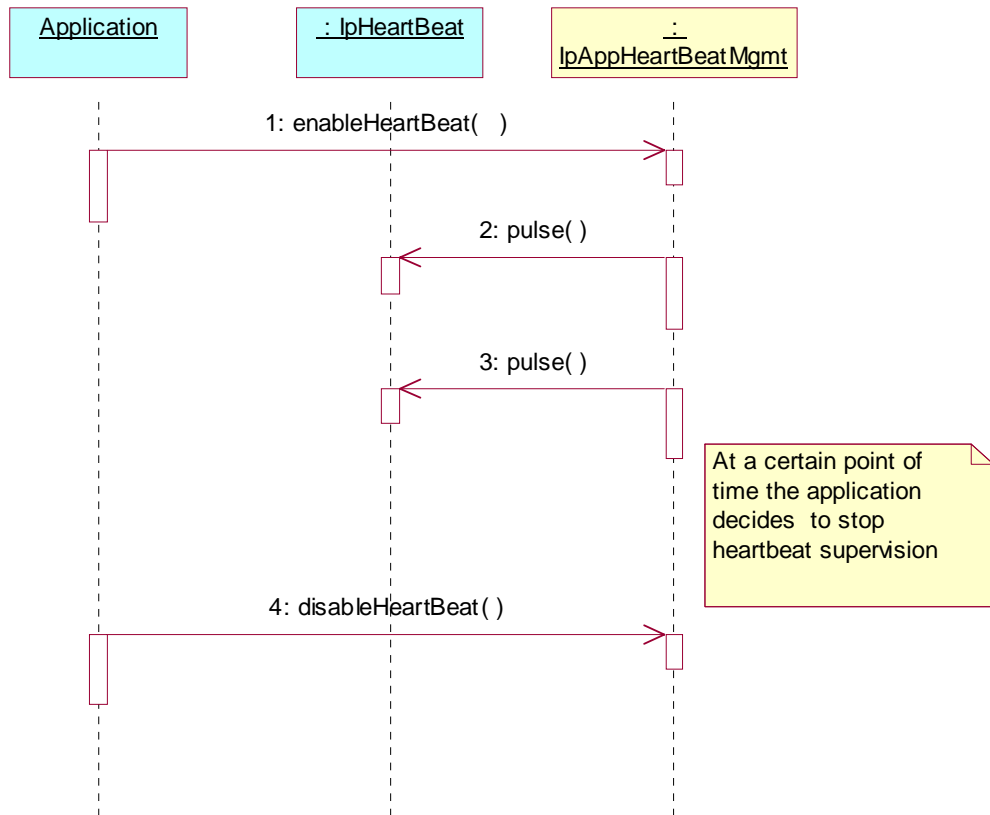 Application
: IpHeartBeat
:
IpAppHeartBeatMgmt
1: enableHeartBeat( )
2: pulse( )
3: pulse( )
At a certain point of
time the application
decides to stop
heartbeat supervision
4: disableHeartBeat( )